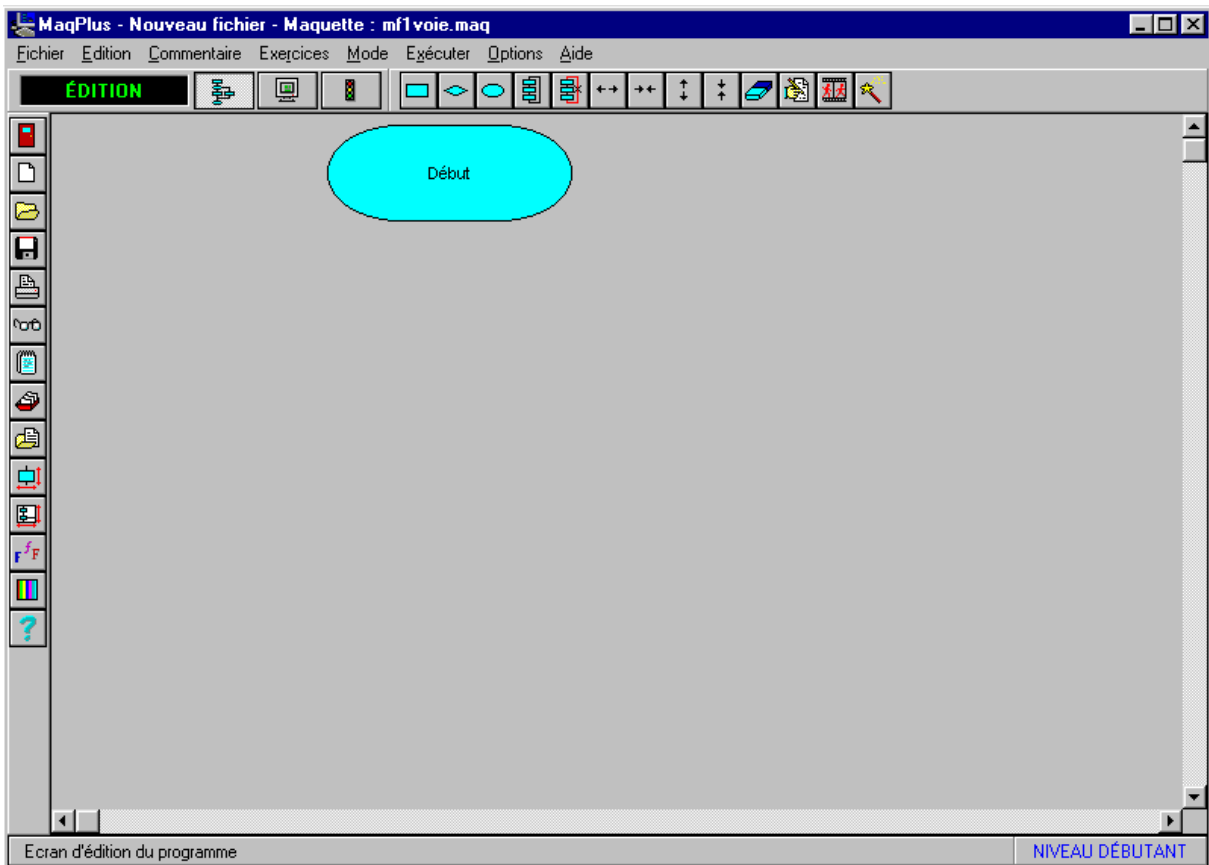 MaqPlus - Nouveau fichier - Maquette : mf1voie.maq
Fichier Edition Commentaire Exercices Mode Exécuter Options Aide
ÉDITION
Début
F f F
Ecran d'édition du programme NIVEAU DÉBUTANT